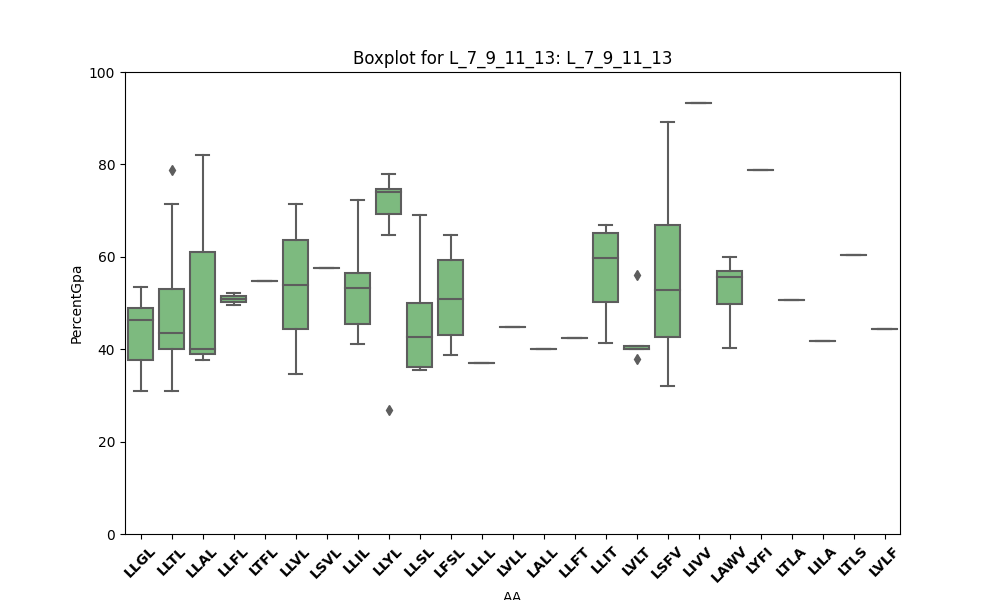 Boxplot for L_7_9_11_13: L_7_9_11_13
100
80
60
40
20
0
PercentGpa
LLGL LLTL LLAL LLFL LTFL LLVL LSVL LLIL LLYL LLSL LFSL LLLL LVLL LALL LLFT LLIT LVLT LSFV LIVV LAWV LYFI LTLA LILA LTLS LVLF
AA